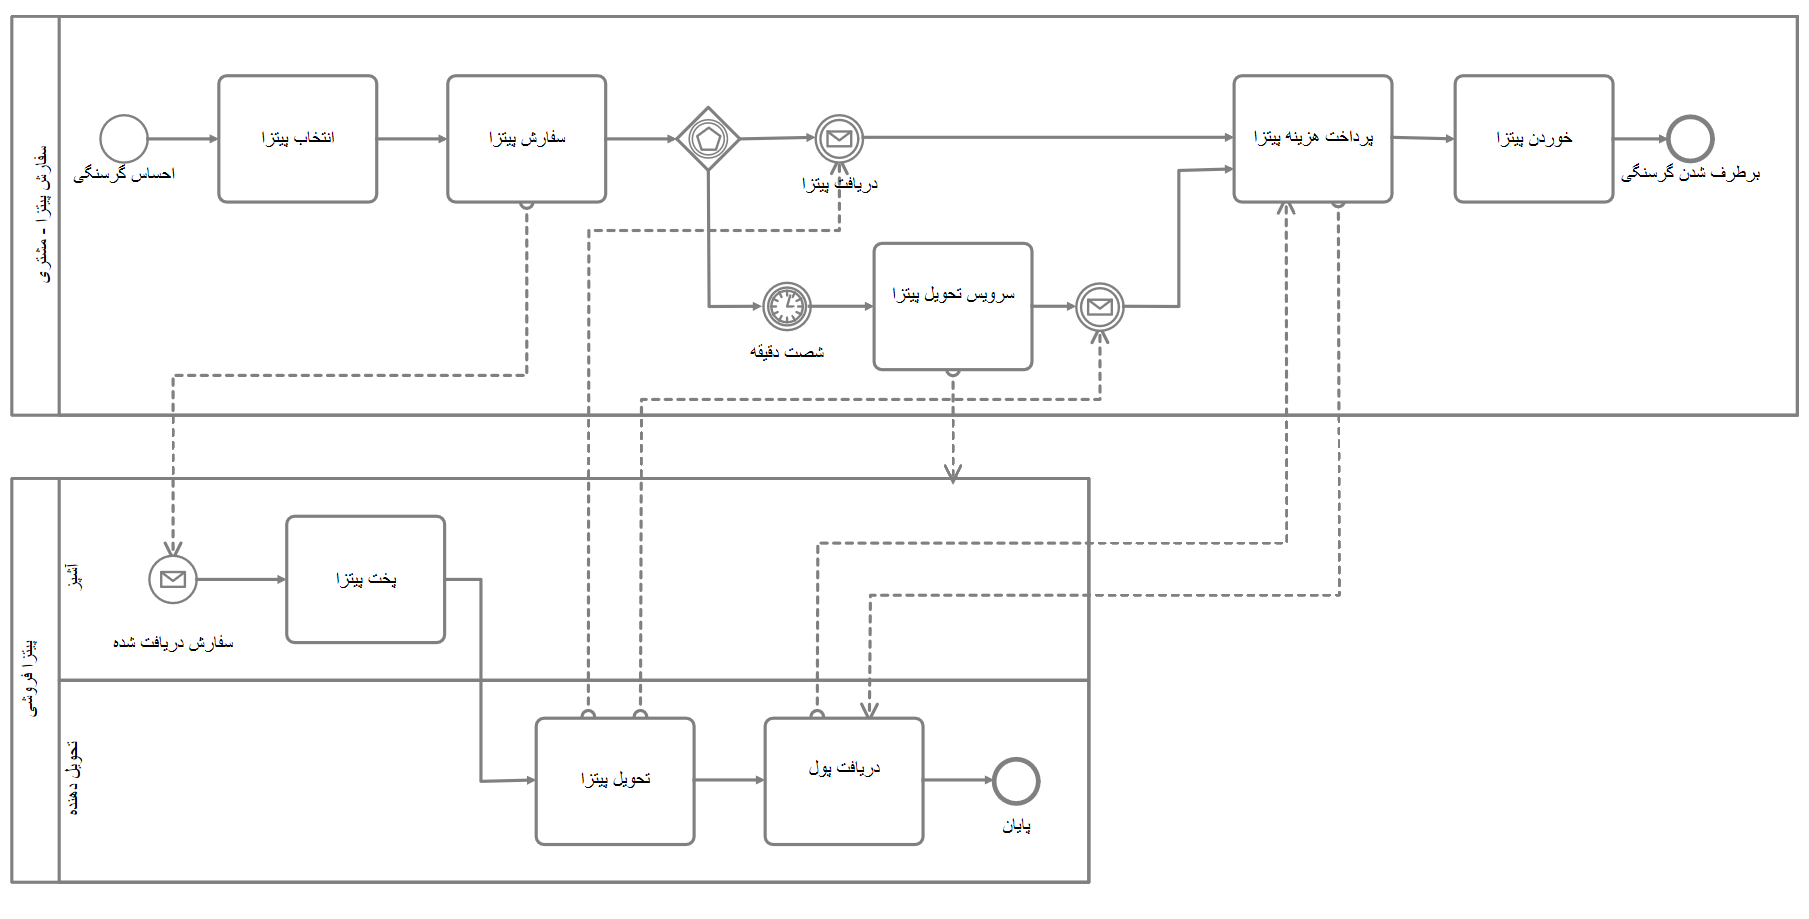 سفارش پیتزا - مشتری
احساس گرسنگی
انتخاب پیتزا
سفارش پیتزا
دریافت پیتزا
پرداخت هزینه پیتزا
خوردن پیتزا
برطرف شدن گرسنگی
شصت دقیقه
سرویس تحویل پیتزا
پیتزا فروشی
آشپز
سفارش دریافت شده
پخت پیتزا
تحویل دهنده
تحویل پیتزا
دریافت پول
پایان